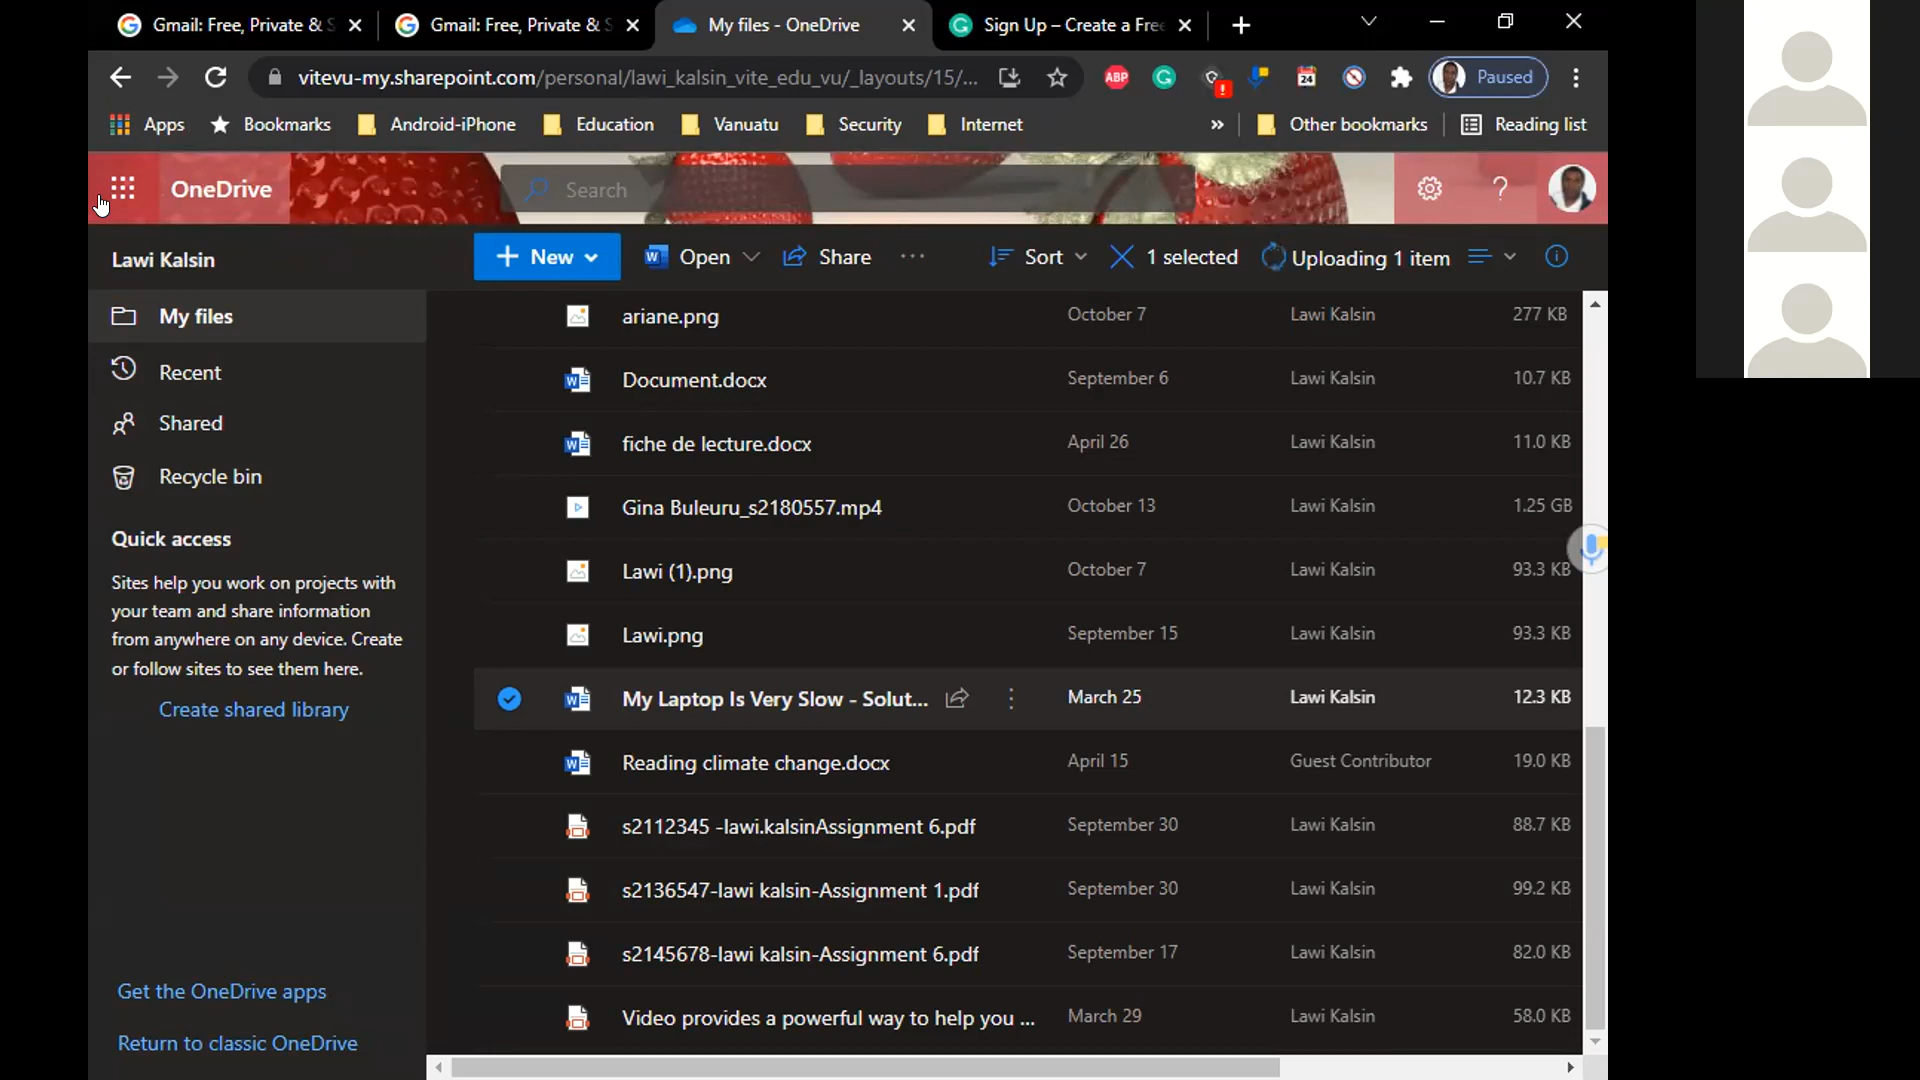 Gmail: Free, Private & S
Gmail: Free, Private & S
My files - OneDrive
Sign Up – Create a Free
vitevu-my.sharepoint.com/personal/lawi_kalsin_vite_edu_vu/_layouts/15/...
ABP
24
Paused
Apps
Bookmarks
Android-iPhone
Education
Vanuatu
Security
Internet
»
Other bookmarks
Reading list
OneDrive
Search
?
Lawi Kalsin
+ New
Open
Share
...
Sort
1 selected
Uploading 1 item
My files
Recent
Shared
Recycle bin
Quick access
Sites help you work on projects with
your team and share information
from anywhere on any device. Create
or follow sites to see them here.
Create shared library
Get the OneDrive apps
Return to classic OneDrive
ariane.png October 7 Lawi Kalsin 277 KB
Document.docx September 6 Lawi Kalsin 10.7 KB
fiche de lecture.docx April 26 Lawi Kalsin 11.0 KB
Gina Buleuru_s2180557.mp4 October 13 Lawi Kalsin 1.25 GB
Lawi (1).png October 7 Lawi Kalsin 93.3 KB
Lawi.png September 15 Lawi Kalsin 93.3 KB
My Laptop Is Very Slow - Solut... March 25 Lawi Kalsin 12.3 KB
Reading climate change.docx April 15 Guest Contributor 19.0 KB
s2112345 -lawi.kalsinAssignment 6.pdf September 30 Lawi Kalsin 88.7 KB
s2136547-lawi kalsin-Assignment 1.pdf September 30 Lawi Kalsin 99.2 KB
s2145678-lawi kalsin-Assignment 6.pdf September 17 Lawi Kalsin 82.0 KB
Video provides a powerful way to help you ... March 29 Lawi Kalsin 58.0 KB